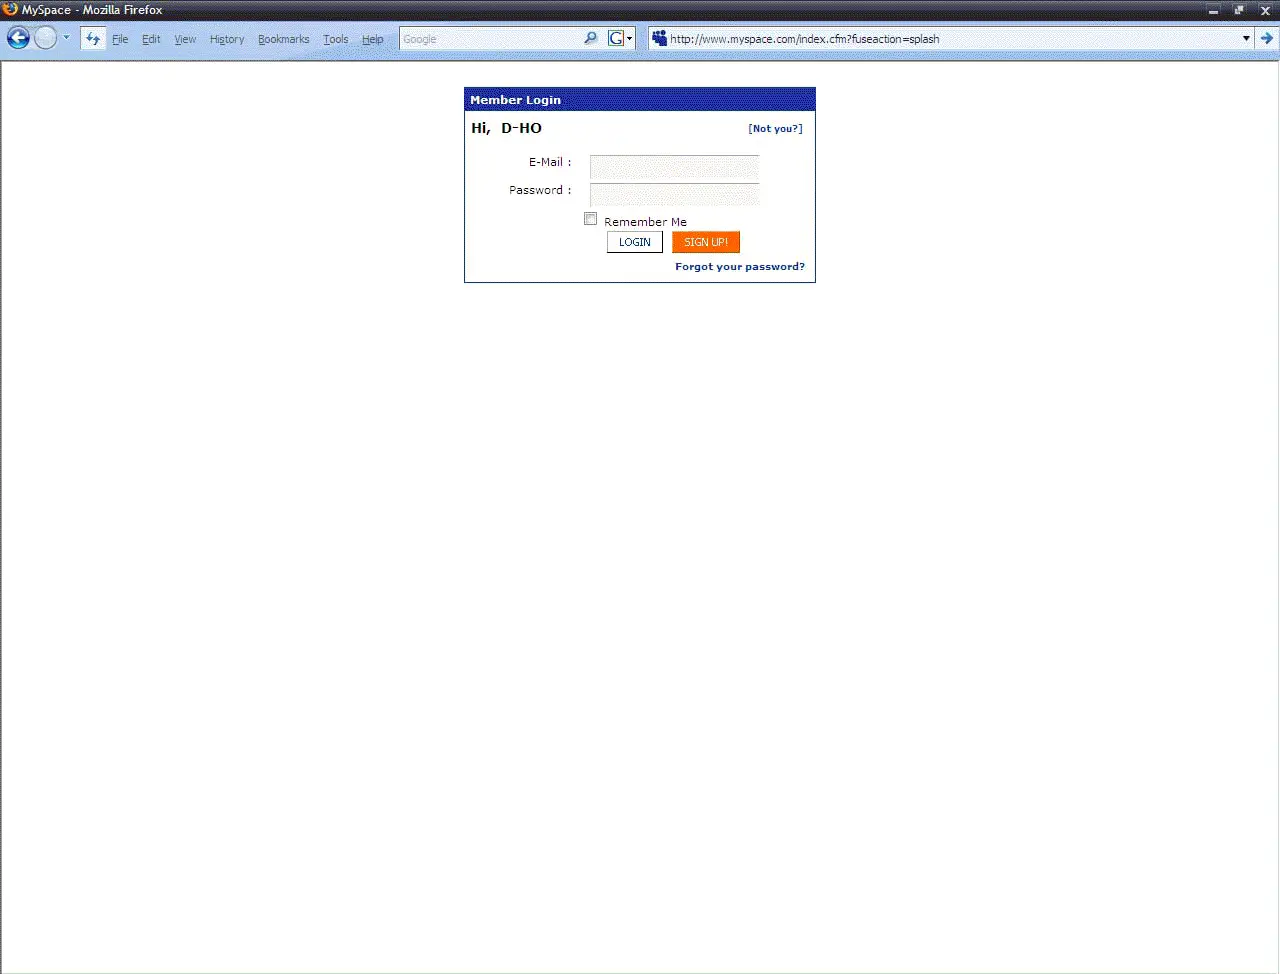 MySpace - Mozilla Firefox
File Edit View History Bookmarks Tools Help Google G http://www.myspace.com/index.cfm?fuseaction=splash
Member Login
Hi, D-HO [Not you?]
E-Mail :
Password :
Remember Me
LOGIN SIGN UP!
Forgot your password?